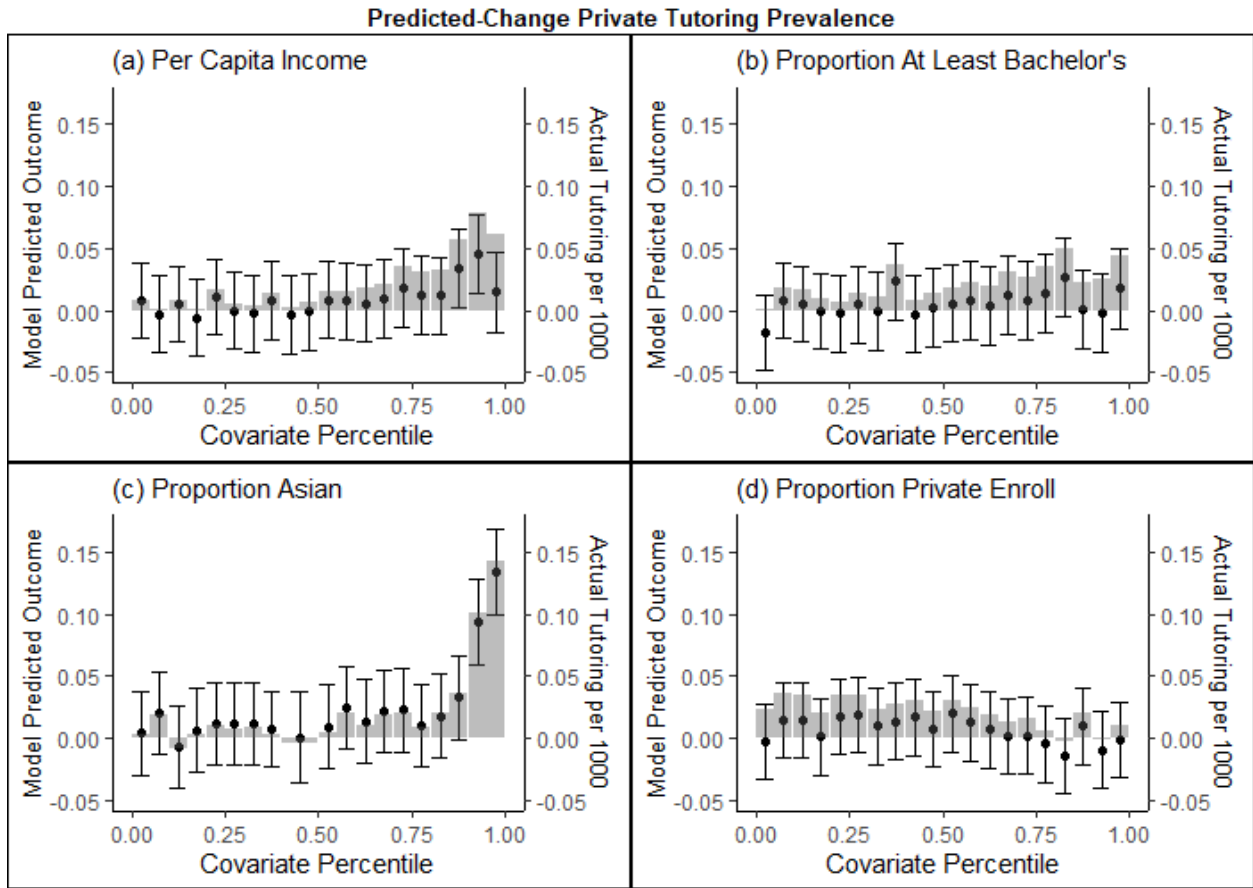 Predicted-Change Private Tutoring Prevalence
(a) Per Capita Income
Model Predicted Outcome
0.15
0.10
0.05
0.00
-0.05
0.15
0.10
0.05
0.00
-0.05
Actual Tutoring per 1000
0.00 0.25 0.50 0.75 1.00
Covariate Percentile
(b) Proportion At Least Bachelor's
Model Predicted Outcome
0.15
0.10
0.05
0.00
-0.05
0.15
0.10
0.05
0.00
-0.05
Actual Tutoring per 1000
0.00 0.25 0.50 0.75 1.00
Covariate Percentile
(c) Proportion Asian
Model Predicted Outcome
0.15
0.10
0.05
0.00
-0.05
0.15
0.10
0.05
0.00
-0.05
Actual Tutoring per 1000
0.00 0.25 0.50 0.75 1.00
Covariate Percentile
(d) Proportion Private Enroll
Model Predicted Outcome
0.15
0.10
0.05
0.00
-0.05
0.15
0.10
0.05
0.00
-0.05
Actual Tutoring per 1000
0.00 0.25 0.50 0.75 1.00
Covariate Percentile